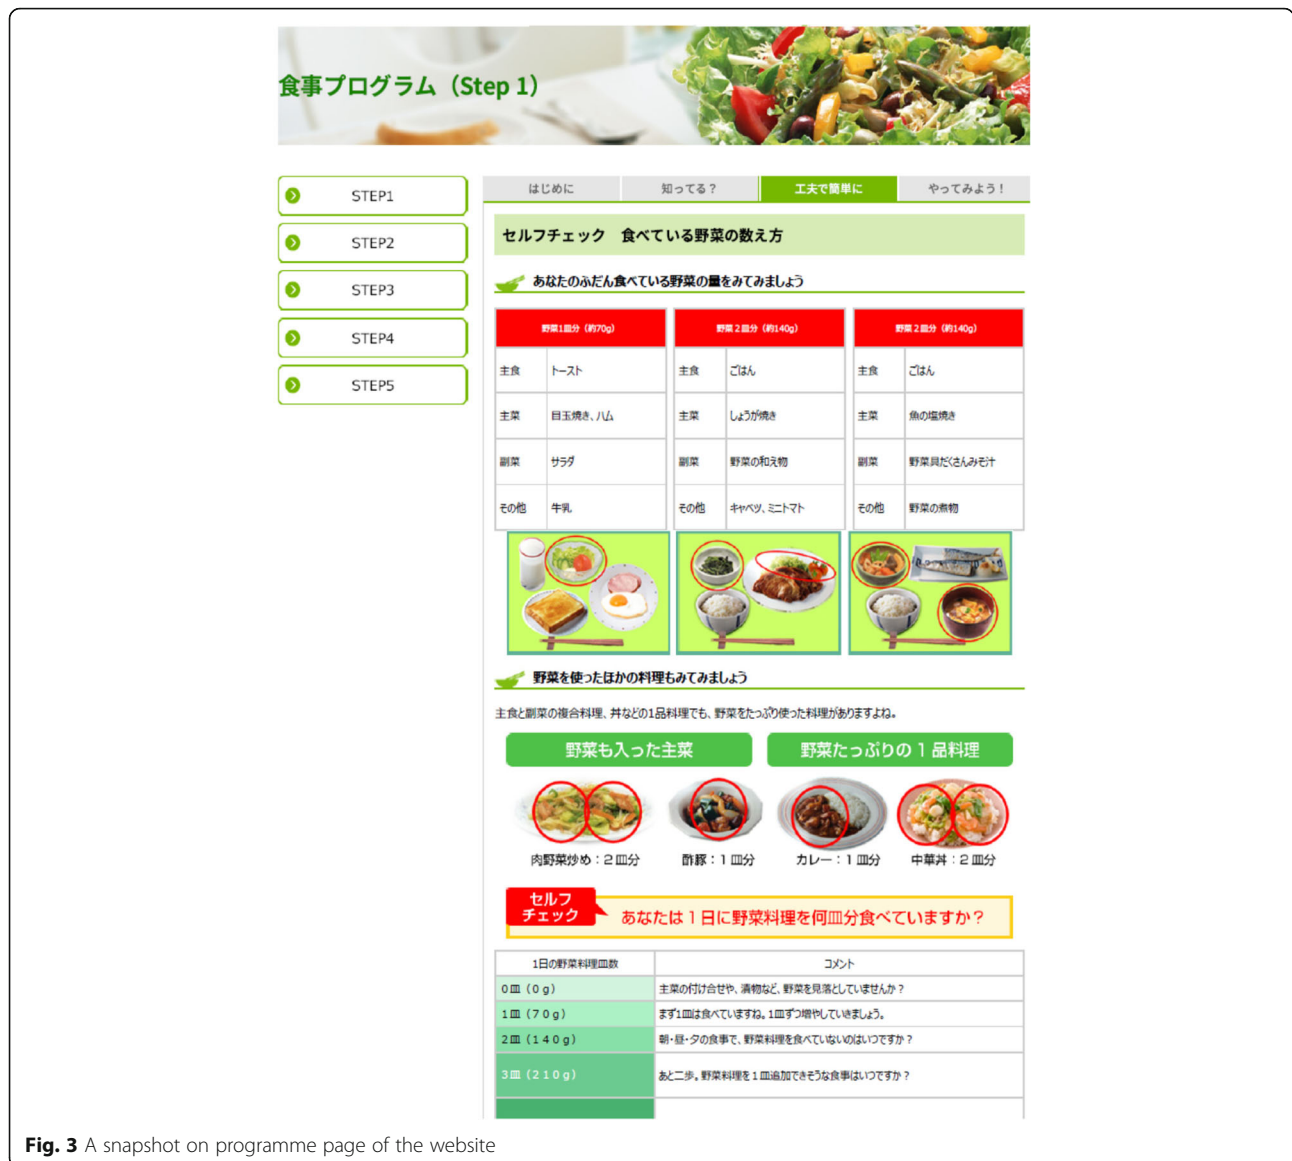 食事プログラム（Step 1）
STEP1
STEP2
STEP3
STEP4
STEP5
はじめに 知ってる？ 工夫で簡単に やってみよう！
セルフチェック 食べている野菜の数え方
あなたのふだん食べている野菜の量をみてみましょう
野菜1皿分（約70g） 野菜２皿分（約140g） 野菜２皿分（約140g）
主食 トースト 主食 ごはん 主食 ごはん
主菜 目玉焼き、ハム 主菜 しょうが焼き 主菜 魚の塩焼き
副菜 サラダ 副菜 野菜の和え物 副菜 野菜具だくさんみそ汁
その他 牛乳 その他 キャベツ、ミニトマト その他 野菜の煮物
野菜を使ったほかの料理もみてみましょう
主食と副菜の複合料理、丼などの1品料理でも、野菜をたっぷり使った料理がありますよね。
野菜も入った主菜 野菜たっぷりの１品料理
肉野菜炒め：２皿分 酢豚：１皿分 カレー：１皿分 中華丼：２皿分
セルフ
チェック
あなたは１日に野菜料理を何皿分食べていますか？
1日の野菜料理皿数 コメント
０皿（０ｇ） 主菜の付け合せや、漬物など、野菜を見落としていませんか？
１皿（７０ｇ） まず1皿は食べていますね。1皿ずつ増やしていきましょう。
２皿（１４０ｇ） 朝・昼・夕の食事で、野菜料理を食べていないのはいつですか？
３皿（２１０ｇ） あと二歩。野菜料理を１皿追加できそうな食事はいつですか？
Fig. 3 A snapshot on programme page of the website